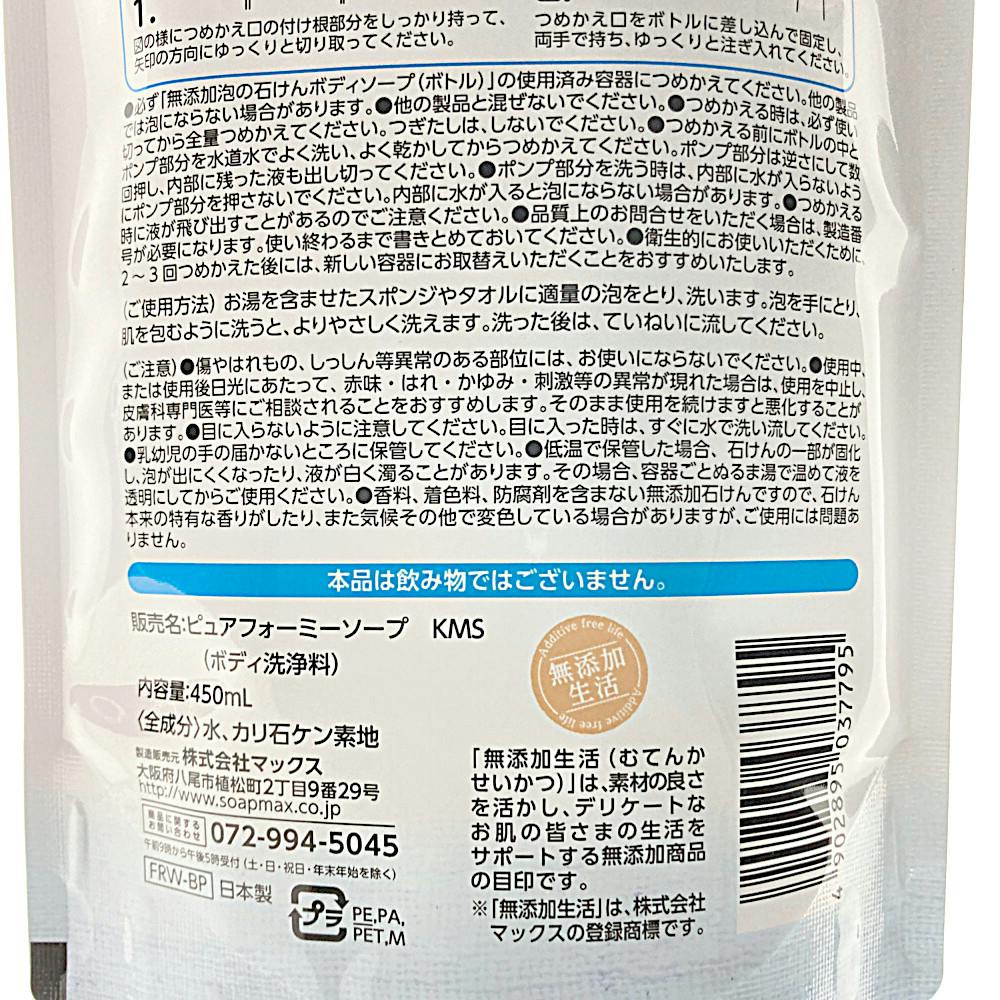 1.
図の様につめかえ口の付け根部分をしっかり持って、
矢印の方向にゆっくりと切り取ってください。
つめかえ口をボトルに差し込んで固定し、
両手で持ち、ゆっくりと注ぎ入れてください。
●必ず「無添加泡の石けんボディソープ(ボトル)」の使用済み容器につめかえてください。他の製品
では泡にならない場合があります。●他の製品と混ぜないでください。●つめかえる時は、必ず使い
切ってから全量つめかえてください。つぎたしは、しないでください。●つめかえる前にボトルの中と
ポンプ部分を水道水でよく洗い、よく乾かしてからつめかえてください。ポンプ部分は逆さにして数
回押し、内部に残った液も出し切ってください。●ポンプ部分を洗う時は、内部に水が入らないよう
にポンプ部分を押さないでください。内部に水が入ると泡にならない場合があります。●つめかえる
時に液が飛び出すことがあるのでご注意ください。●品質上のお問合せをいただく場合は、製造番
号が必要になります。使い終わるまで書きとめておいてください。●衛生的にお使いいただくために、
2～3回つめかえた後には、新しい容器にお取替えいただくことをおすすめいたします。
(ご使用方法) お湯を含ませたスポンジやタオルに適量の泡をとり、洗います。泡を手にとり、
肌を包むように洗うと、よりやさしく洗えます。洗った後は、ていねいに流してください。
(ご注意)●傷やはれもの、しっしん等異常のある部位には、お使いにならないでください。●使用中、
または使用後日光にあたって、赤味・はれ・かゆみ・刺激等の異常が現れた場合は、使用を中止し、
皮膚科専門医等にご相談されることをおすすめします。そのまま使用を続けますと悪化することが
あります。●目に入らないように注意してください。目に入った時は、すぐに水で洗い流してください。
●乳幼児の手の届かないところに保管してください。●低温で保管した場合、石けんの一部が固化
し、泡が出にくくなったり、液が白く濁ることがあります。その場合、容器ごとぬるま湯で温めて液を
透明にしてからご使用ください。●香料、着色料、防腐剤を含まない無添加石けんですので、石けん
本来の特有な香りがしたり、また気候その他で変色している場合がありますが、ご使用には問題あ
りません。
本品は飲み物ではございません。
販売名:ピュアフォーミーソープ KMS
(ボディ洗浄料)
内容量:450mL
〈全成分〉水、カリ石ケン素地
製造販売元 株式会社マックス
大阪府八尾市植松町2丁目9番29号
http://www.soapmax.co.jp
商品に関する
お問い合わせ
072-994-5045
午前9時から午後5時受付(土・日・祝日・年末年始を除く)
FRW-BP 日本製
プラ
PE,PA,
PET,M
Additive free life
無添加
生活
Additive free life
「無添加生活(むてんか
せいかつ)」は、素材の良さ
を活かし、デリケートな
お肌の皆さまの生活を
サポートする無添加商品
の目印です。
※「無添加生活」は、株式会社
マックスの登録商標です。
4 902895 037795